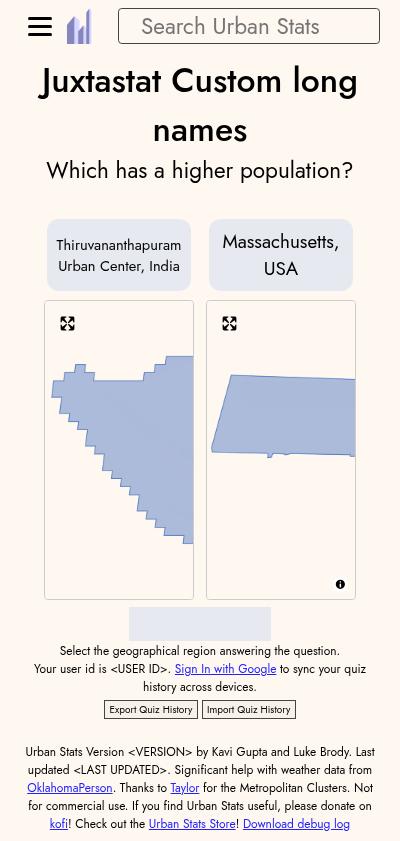 Search Urban Stats
Juxtastat Custom long
names
Which has a higher population?
Thiruvananthapuram
Urban Center, India
Massachusetts,
USA
Select the geographical region answering the question.
Your user id is <USER ID>. Sign In with Google to sync your quiz
history across devices.
Export Quiz History Import Quiz History
Urban Stats Version <VERSION> by Kavi Gupta and Luke Brody. Last
updated <LAST UPDATED>. Significant help with weather data from
OklahomaPerson. Thanks to Taylor for the Metropolitan Clusters. Not
for commercial use. If you find Urban Stats useful, please donate on
kofi! Check out the Urban Stats Store! Download debug log